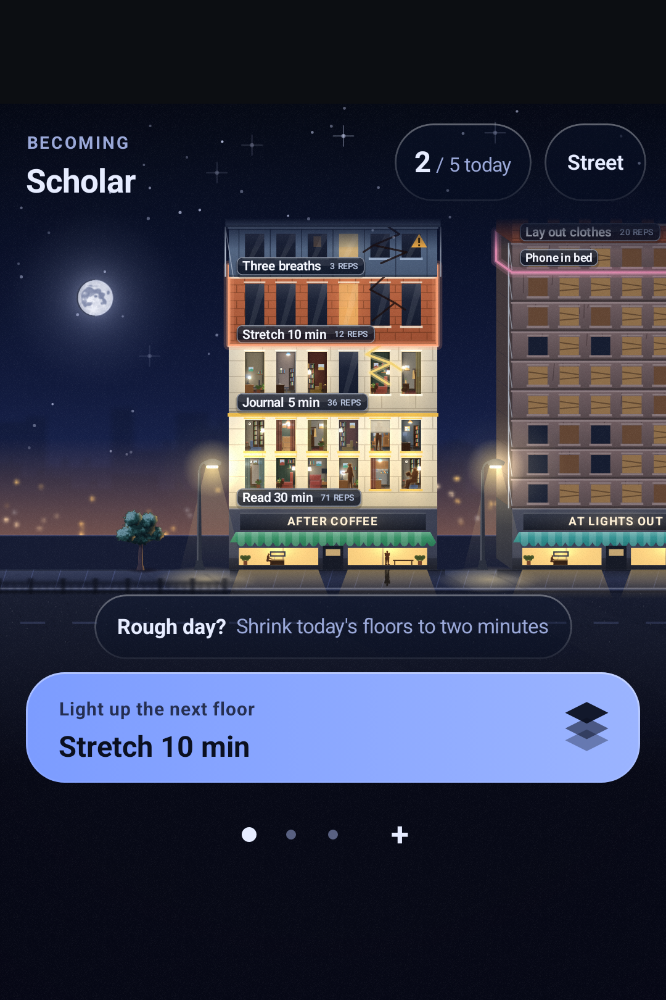 BECOMING
Scholar
2 / 5 today
Street
Three breaths 3 REPS
Stretch 10 min 12 REPS
Journal 5 min 36 REPS
Read 30 min 71 REPS
AFTER COFFEE
Lay out clothes 20 REPS
Phone in bed
AT LIGHTS OUT
Rough day? Shrink today's floors to two minutes
Light up the next floor
Stretch 10 min